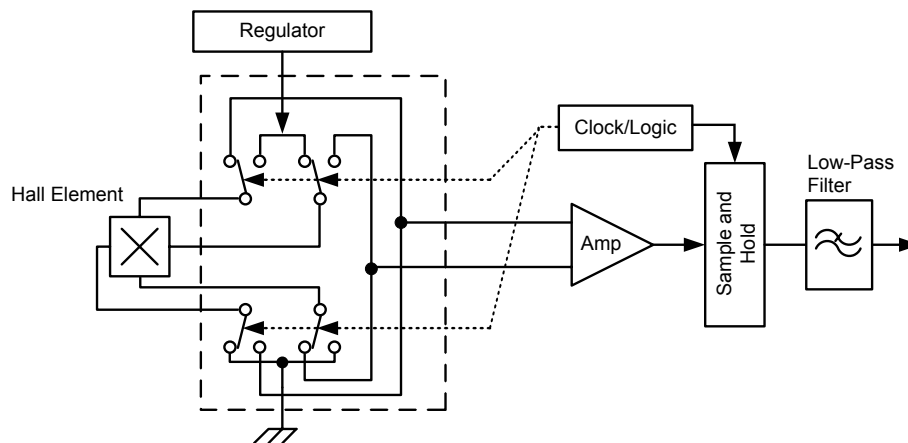 Regulator
Clock/Logic
Low-Pass
Filter
Hall Element
Amp
Sample and
Hold